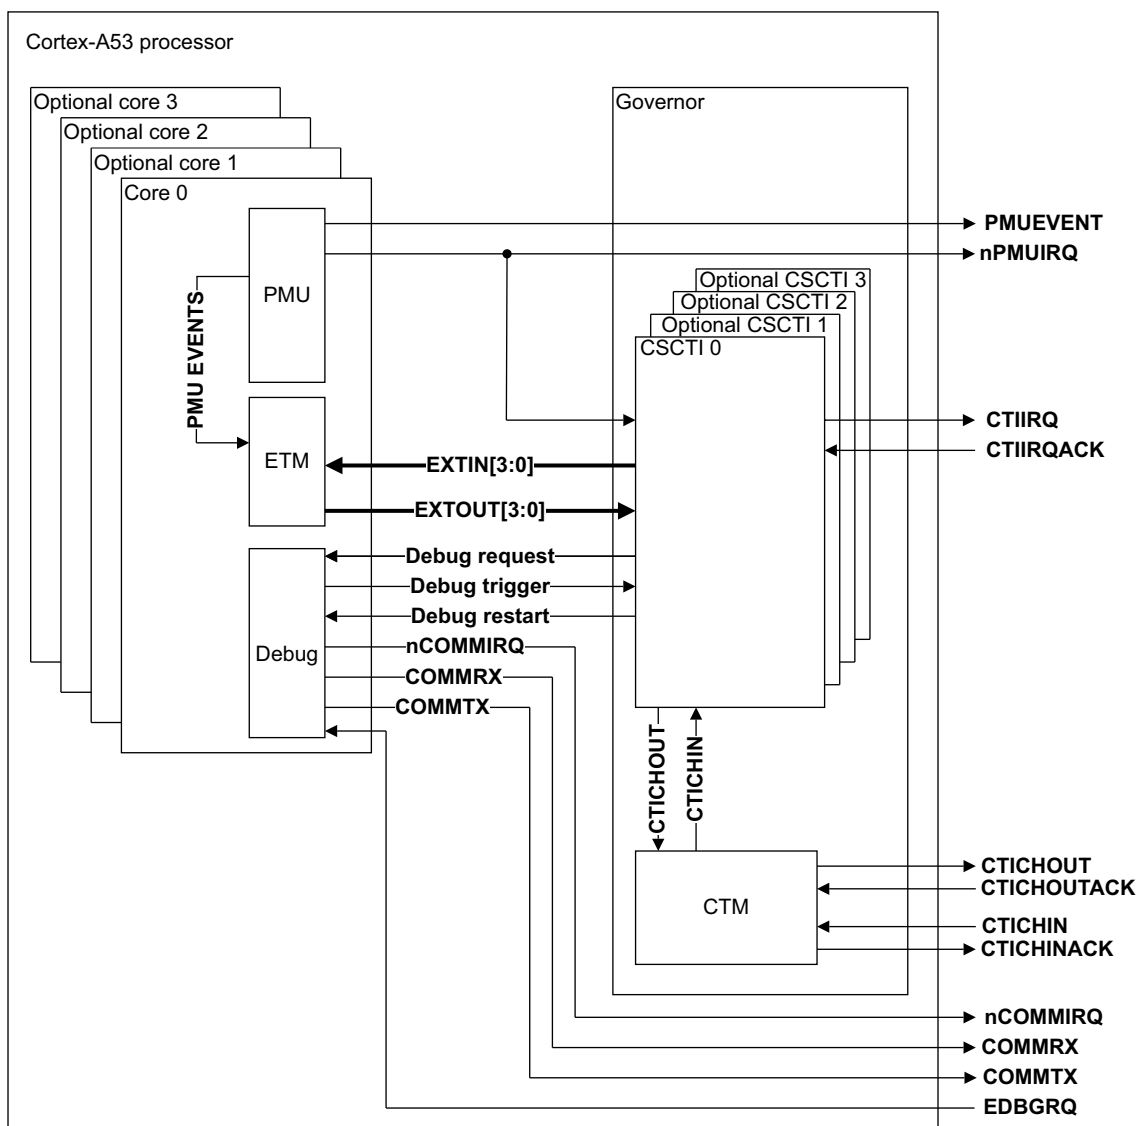 Cortex-A53 processor
Optional core 3
Optional core 2
Optional core 1
Core 0
Governor
PMUEVENT
nPMUIRQ
PMU
PMU EVENTS
Optional CSCTI 3
Optional CSCTI 2
Optional CSCTI 1
CSCTI 0
CTIIRQ
CTIIRQACK
ETM
EXTIN[3:0]
EXTOUT[3:0]
Debug request
Debug trigger
Debug restart
nCOMMIRQ
Debug
COMMRX
COMMTX
CTICHOUT
CTICHIN
CTM
CTICHOUT
CTICHOUTACK
CTICHIN
CTICHINACK
nCOMMIRQ
COMMRX
COMMTX
EDBGRQ